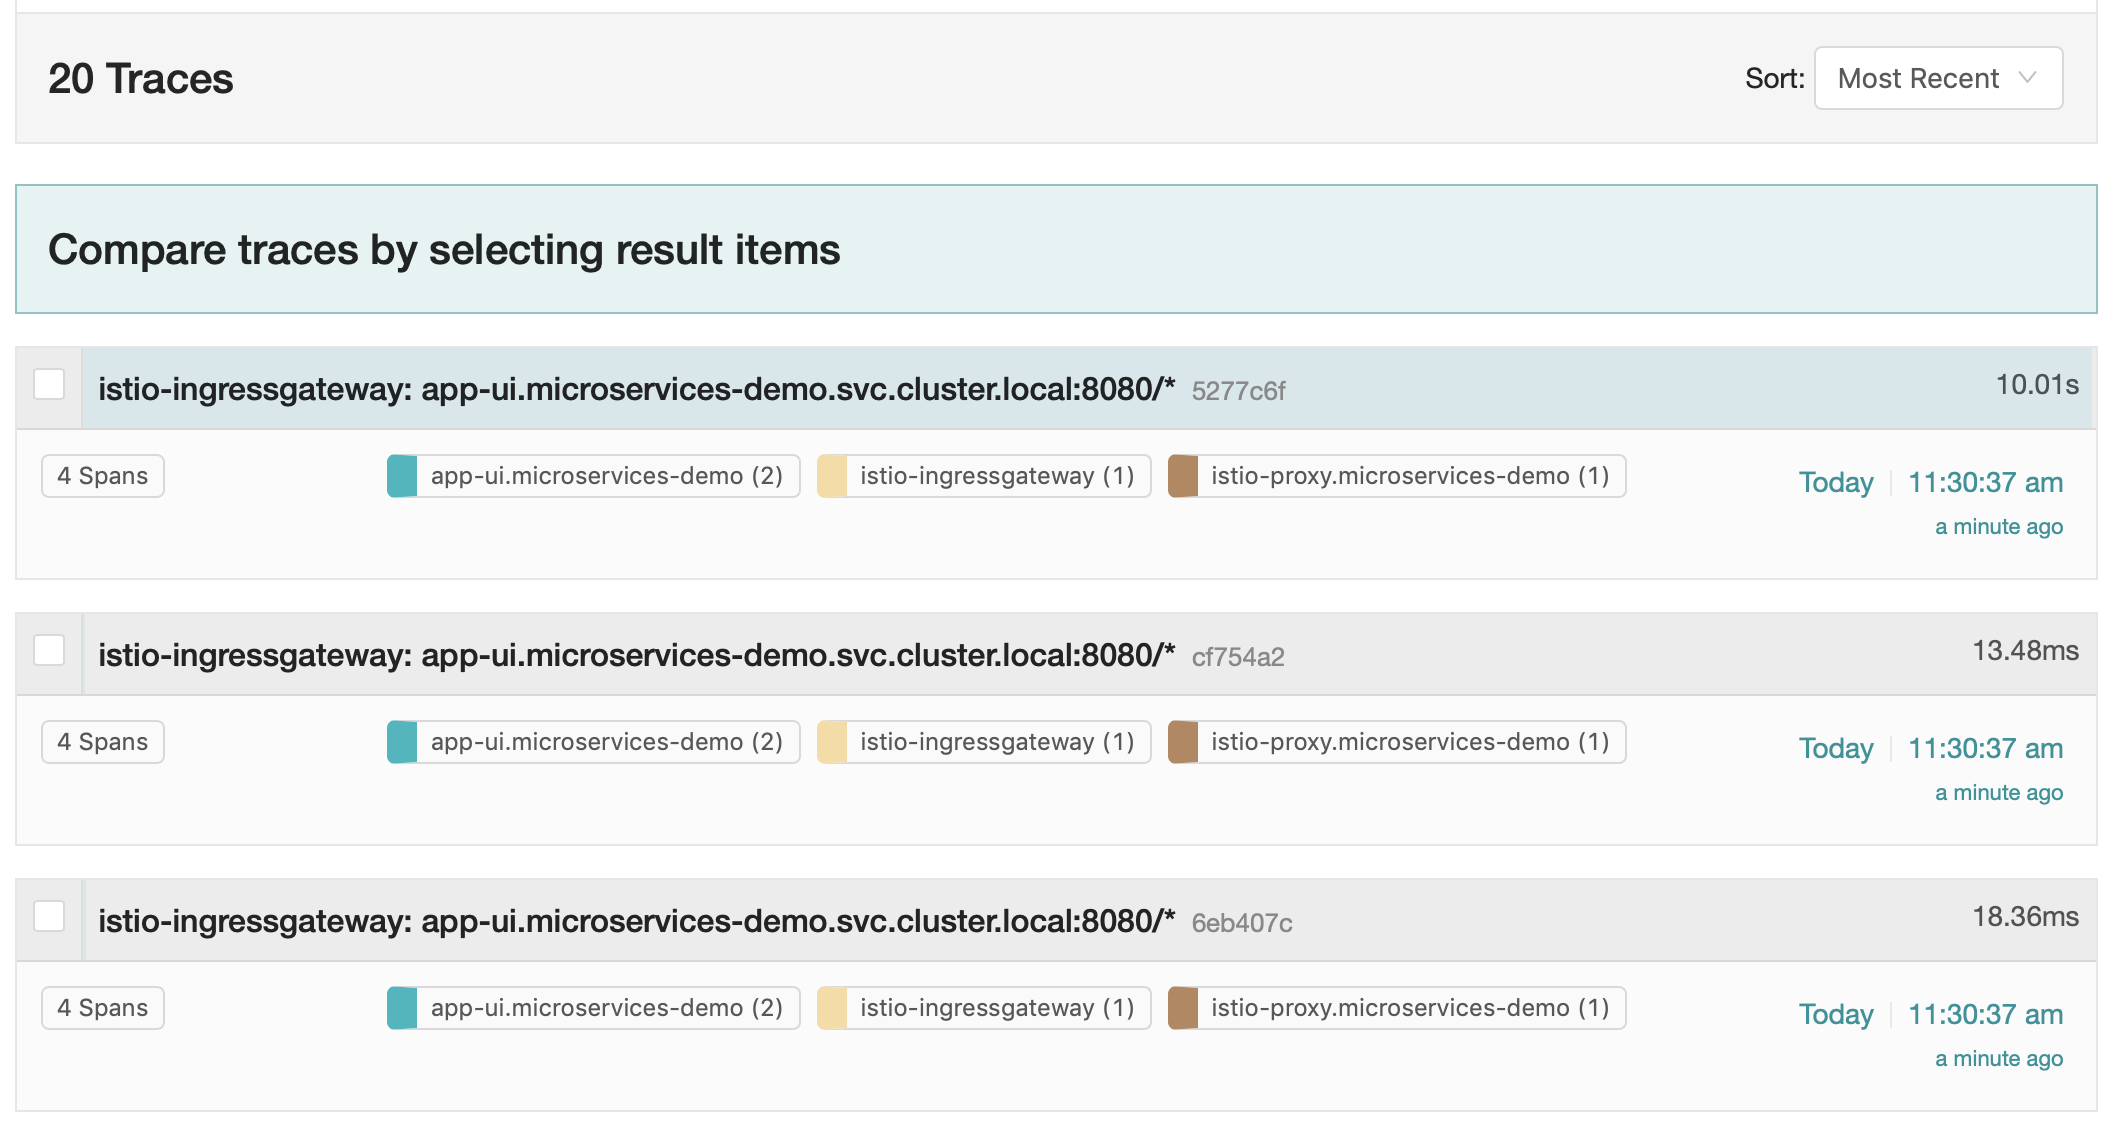 20 Traces
Sort: Most Recent
Compare traces by selecting result items
istio-ingressgateway: app-ui.microservices-demo.svc.cluster.local:8080/* 5277c6f 10.01s
4 Spans app-ui.microservices-demo (2) istio-ingressgateway (1) istio-proxy.microservices-demo (1) Today 11:30:37 am
a minute ago
istio-ingressgateway: app-ui.microservices-demo.svc.cluster.local:8080/* cf754a2 13.48ms
4 Spans app-ui.microservices-demo (2) istio-ingressgateway (1) istio-proxy.microservices-demo (1) Today 11:30:37 am
a minute ago
istio-ingressgateway: app-ui.microservices-demo.svc.cluster.local:8080/* 6eb407c 18.36ms
4 Spans app-ui.microservices-demo (2) istio-ingressgateway (1) istio-proxy.microservices-demo (1) Today 11:30:37 am
a minute ago